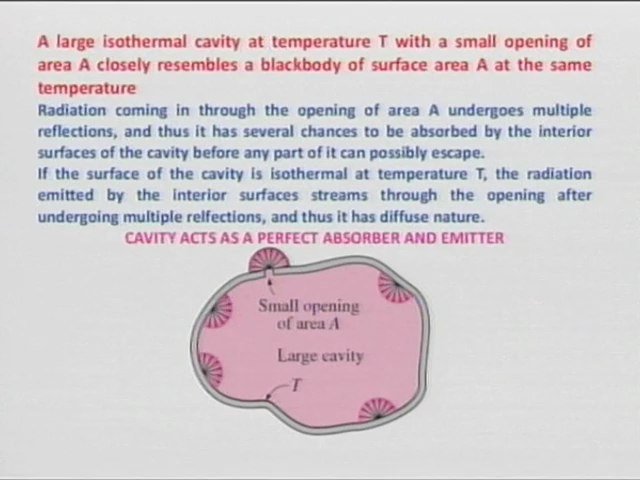 A large isothermal cavity at temperature T with a small opening of
area A closely resembles a blackbody of surface area A at the same
temperature
Radiation coming in through the opening of area A undergoes multiple
reflections, and thus it has several chances to be absorbed by the interior
surfaces of the cavity before any part of it can possibly escape.
If the surface of the cavity is isothermal at temperature T, the radiation
emitted by the interior surfaces streams through the opening after
undergoing multiple relfections, and thus it has diffuse nature.
CAVITY ACTS AS A PERFECT ABSORBER AND EMITTER
Small opening
of area A
Large cavity
T